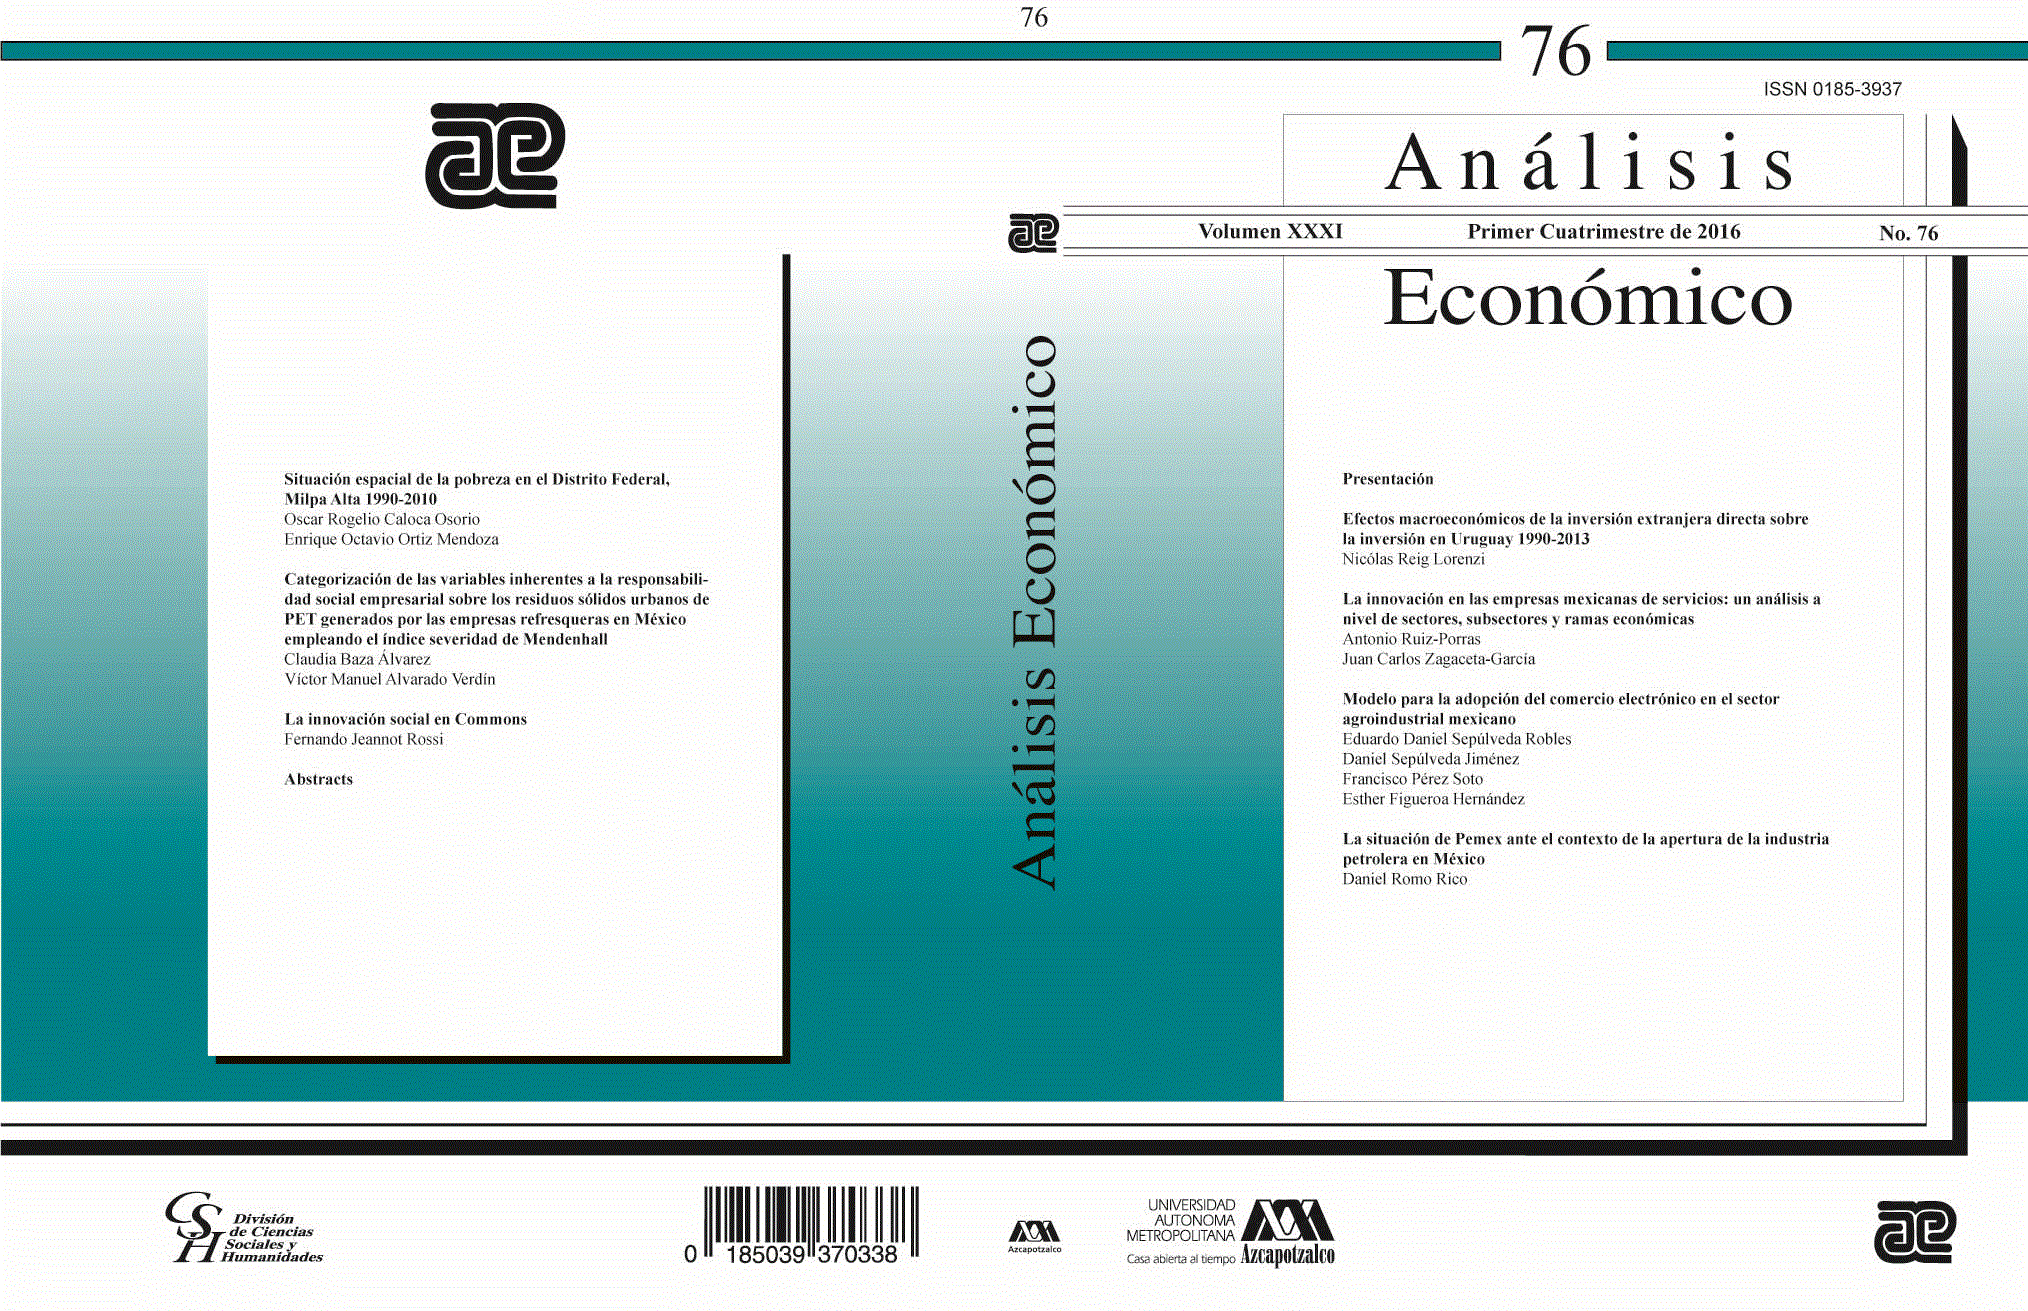 76
76
ISSN 0185-3937
Análisis
Volumen XXXI
Primer Cuatrimestre de 2016
No. 76
Económico
Situación espacial de la pobreza en el Distrito Federal,
Milpa Alta 1990-2010
Oscar Rogelio Caloca Osorio
Enrique Octavio Ortiz Mendoza
Categorización de las variables inherentes a la responsabili-
dad social empresarial sobre los residuos sólidos urbanos de
PET generados por las empresas refresqueras en México
empleando el índice severidad de Mendenhall
Claudia Baza Álvarez
Víctor Manuel Alvarado Verdín
La innovación social en Commons
Fernando Jeannot Rossi
Abstracts
Análisis Económico
Presentación
Efectos macroeconómicos de la inversión extranjera directa sobre
la inversión en Uruguay 1990-2013
Nicólas Reig Lorenzi
La innovación en las empresas mexicanas de servicios: un análisis a
nivel de sectores, subsectores y ramas económicas
Antonio Ruiz-Porras
Juan Carlos Zagaceta-García
Modelo para la adopción del comercio electrónico en el sector
agroindustrial mexicano
Eduardo Daniel Sepúlveda Robles
Daniel Sepúlveda Jiménez
Francisco Pérez Soto
Esther Figueroa Hernández
La situación de Pemex ante el contexto de la apertura de la industria
petrolera en México
Daniel Romo Rico
CSH
División
de Ciencias
Sociales y
Humanidades
0 185039 370338
Azcapotzalco
UNIVERSIDAD
AUTONOMA
METROPOLITANA
Casa abierta al tiempo
Azcapotzalco